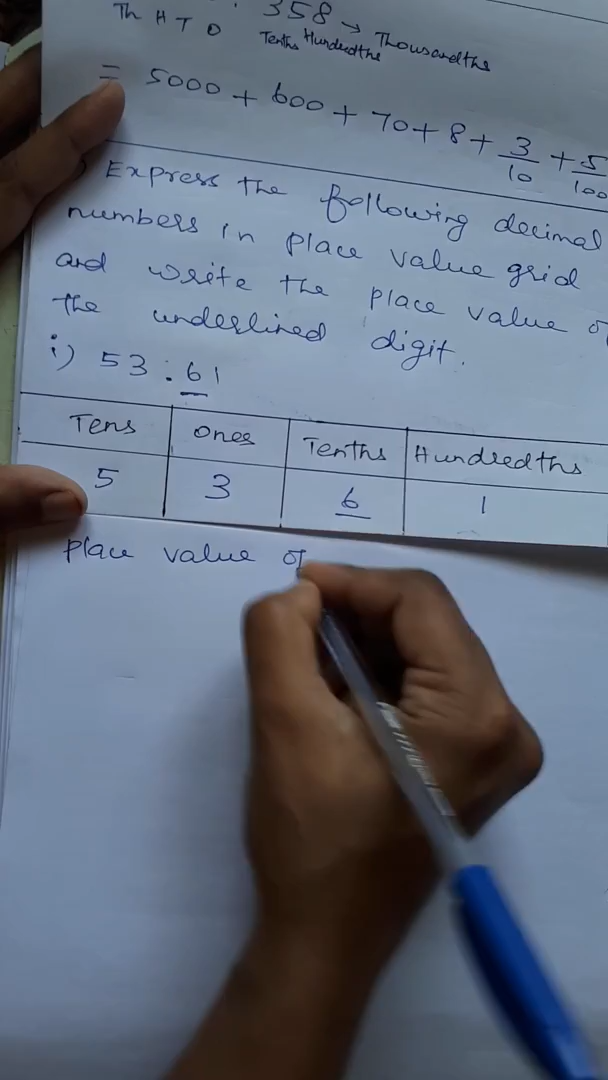 358 → Thousandths
Th H T O Tenths Hundredths
= 5000 + 600 + 70 + 8 + 3/10 + 5/100
Express the following decimal
numbers in place value grid
and write the place value of
the underlined digit.
i) 53.61
Tens Ones Tenths Hundredths
5 3 6 1
place value of